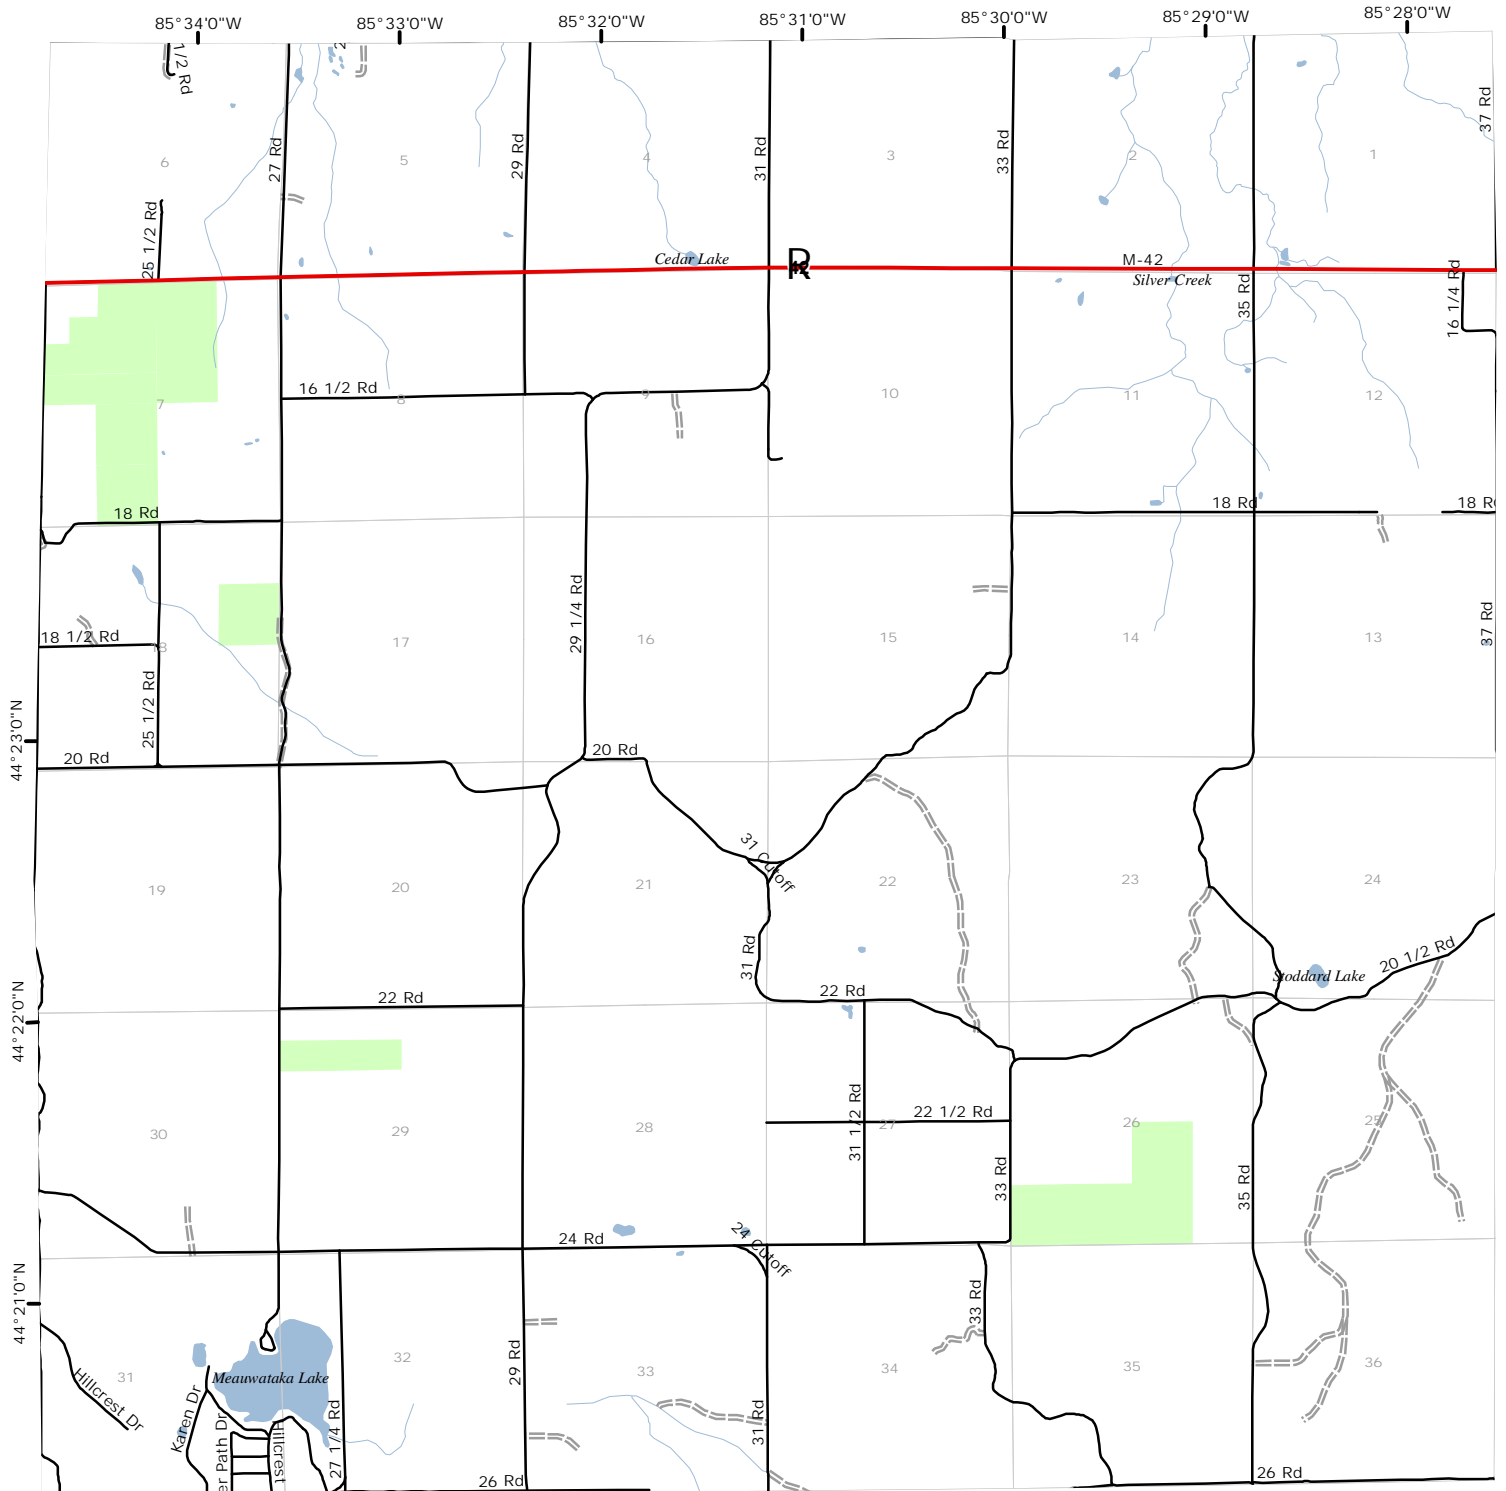 85°34'0"W
85°33'0"W
85°32'0"W
85°31'0"W
85°30'0"W
85°29'0"W
85°28'0"W
1/2 Rd
2
27 Rd
29 Rd
31 Rd
33 Rd
37 Rd
6
5
4
3
2
1
25 1/2 Rd
Cedar Lake
R
42
M-42
Silver Creek
35 Rd
16 1/4 Rd
16 1/2 Rd
7
8
9
10
11
12
18 Rd
18 Rd
18 Rd
29 1/4 Rd
37 Rd
18 1/2 Rd
18
17
16
15
14
13
25 1/2 Rd
44°23'0"N
20 Rd
20 Rd
31 Cutoff
19
20
21
22
23
24
31 Rd
20 1/2 Rd
Stoddard Lake
44°22'0"N
22 Rd
22 Rd
31 1/2 Rd
22 1/2 Rd
30
29
28
27
26
25
33 Rd
35 Rd
24 Rd
24 Cutoff
44°21'0"N
33 Rd
29 Rd
31
32
33
34
35
36
Meauwataka Lake
Hillcrest Dr
Karen Dr
er Path Dr
Hillcrest
27 1/4 Rd
31 Rd
26 Rd
26 Rd